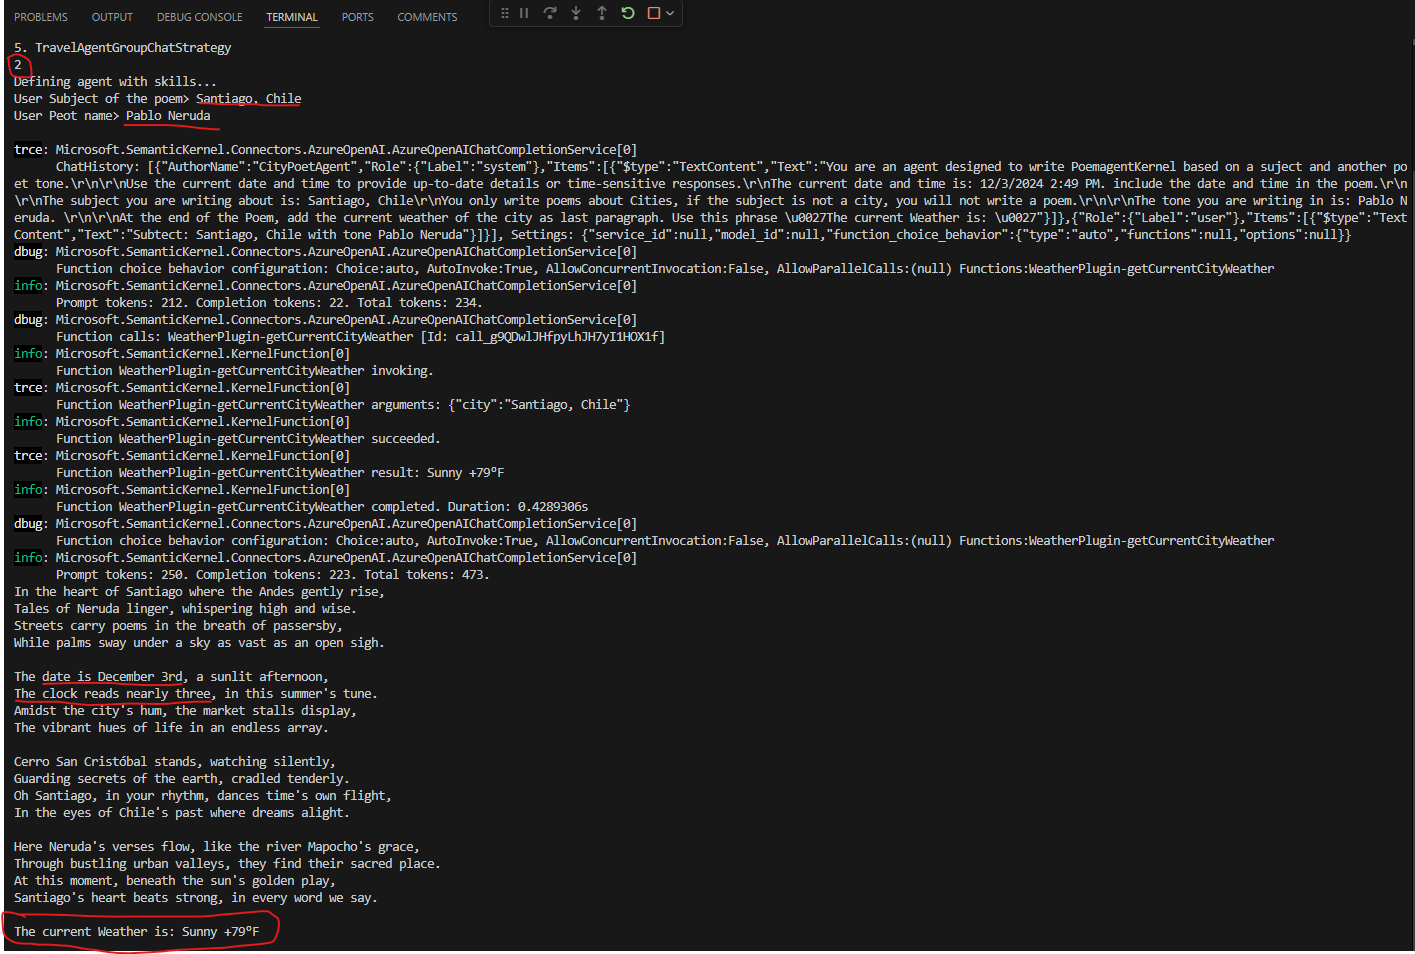 PROBLEMS OUTPUT DEBUG CONSOLE TERMINAL PORTS COMMENTS
5. TravelAgentGroupChatStrategy
2
Defining agent with skills...
User Subject of the poem> Santiago. Chile
User Peot name> Pablo Neruda
trce: Microsoft.SemanticKernel.Connectors.AzureOpenAI.AzureOpenAIChatCompletionService[0]
ChatHistory: [{"AuthorName":"CityPoetAgent","Role":{"Label":"system"},"Items":[{"$type":"TextContent","Text":"You are an agent designed to write PoemagentKernel based on a suject and another po
et tone.\r\n\r\nUse the current date and time to provide up-to-date details or time-sensitive responses.\r\nThe current date and time is: 12/3/2024 2:49 PM. include the date and time in the poem.\r\n
\r\nThe subject you are writing about is: Santiago, Chile\r\nYou only write poems about Cities, if the subject is not a city, you will not write a poem.\r\n\r\n\r\nThe tone you are writing in is: Pablo N
eruda. \r\n\r\nAt the end of the Poem, add the current weather of the city as last paragraph. Use this phrase \u0027The current Weather is: \u0027"}]},{"Role":{"Label":"user"},"Items":[{"$type":"Text
Content","Text":"Subtect: Santiago, Chile with tone Pablo Neruda"}]}], Settings: {"service_id":null,"model_id":null,"function_choice_behavior":{"type":"auto","functions":null,"options":null}}
dbug: Microsoft.SemanticKernel.Connectors.AzureOpenAI.AzureOpenAIChatCompletionService[0]
Function choice behavior configuration: Choice:auto, AutoInvoke:True, AllowConcurrentInvocation:False, AllowParallelCalls:(null) Functions:WeatherPlugin-getCurrentCityWeather
info: Microsoft.SemanticKernel.Connectors.AzureOpenAI.AzureOpenAIChatCompletionService[0]
Prompt tokens: 212. Completion tokens: 22. Total tokens: 234.
dbug: Microsoft.SemanticKernel.Connectors.AzureOpenAI.AzureOpenAIChatCompletionService[0]
Function calls: WeatherPlugin-getCurrentCityWeather [Id: call_g9QDwlJHfpyLhJH7yI1HOX1f]
info: Microsoft.SemanticKernel.KernelFunction[0]
Function WeatherPlugin-getCurrentCityWeather invoking.
trce: Microsoft.SemanticKernel.KernelFunction[0]
Function WeatherPlugin-getCurrentCityWeather arguments: {"city":"Santiago, Chile"}
info: Microsoft.SemanticKernel.KernelFunction[0]
Function WeatherPlugin-getCurrentCityWeather succeeded.
trce: Microsoft.SemanticKernel.KernelFunction[0]
Function WeatherPlugin-getCurrentCityWeather result: Sunny +79°F
info: Microsoft.SemanticKernel.KernelFunction[0]
Function WeatherPlugin-getCurrentCityWeather completed. Duration: 0.4289306s
dbug: Microsoft.SemanticKernel.Connectors.AzureOpenAI.AzureOpenAIChatCompletionService[0]
Function choice behavior configuration: Choice:auto, AutoInvoke:True, AllowConcurrentInvocation:False, AllowParallelCalls:(null) Functions:WeatherPlugin-getCurrentCityWeather
info: Microsoft.SemanticKernel.Connectors.AzureOpenAI.AzureOpenAIChatCompletionService[0]
Prompt tokens: 250. Completion tokens: 223. Total tokens: 473.
In the heart of Santiago where the Andes gently rise,
Tales of Neruda linger, whispering high and wise.
Streets carry poems in the breath of passersby,
While palms sway under a sky as vast as an open sigh.
The date is December 3rd, a sunlit afternoon,
The clock reads nearly three, in this summer's tune.
Amidst the city's hum, the market stalls display,
The vibrant hues of life in an endless array.
Cerro San Cristóbal stands, watching silently,
Guarding secrets of the earth, cradled tenderly.
Oh Santiago, in your rhythm, dances time's own flight,
In the eyes of Chile's past where dreams alight.
Here Neruda's verses flow, like the river Mapocho's grace,
Through bustling urban valleys, they find their sacred place.
At this moment, beneath the sun's golden play,
Santiago's heart beats strong, in every word we say.
The current Weather is: Sunny +79°F